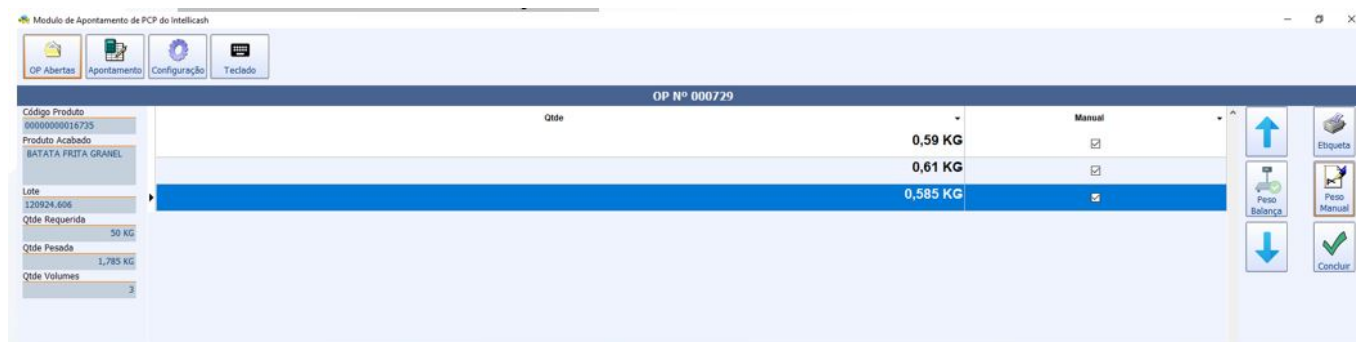 Modulo de Apontamento de PCP do Intellicash
OP Abertas Apontamento Configuração Teclado
OP Nº 000729
Código Produto
00000000016735
Produto Acabado
BATATA FRITA GRANEL
Lote
120924.606
Qtde Requerida
50 KG
Qtde Pesada
1,785 KG
Qtde Volumes
3
Qtde Manual
0,59 KG
0,61 KG
0,585 KG
Etiqueta
Peso
Balança
Peso
Manual
Concluir